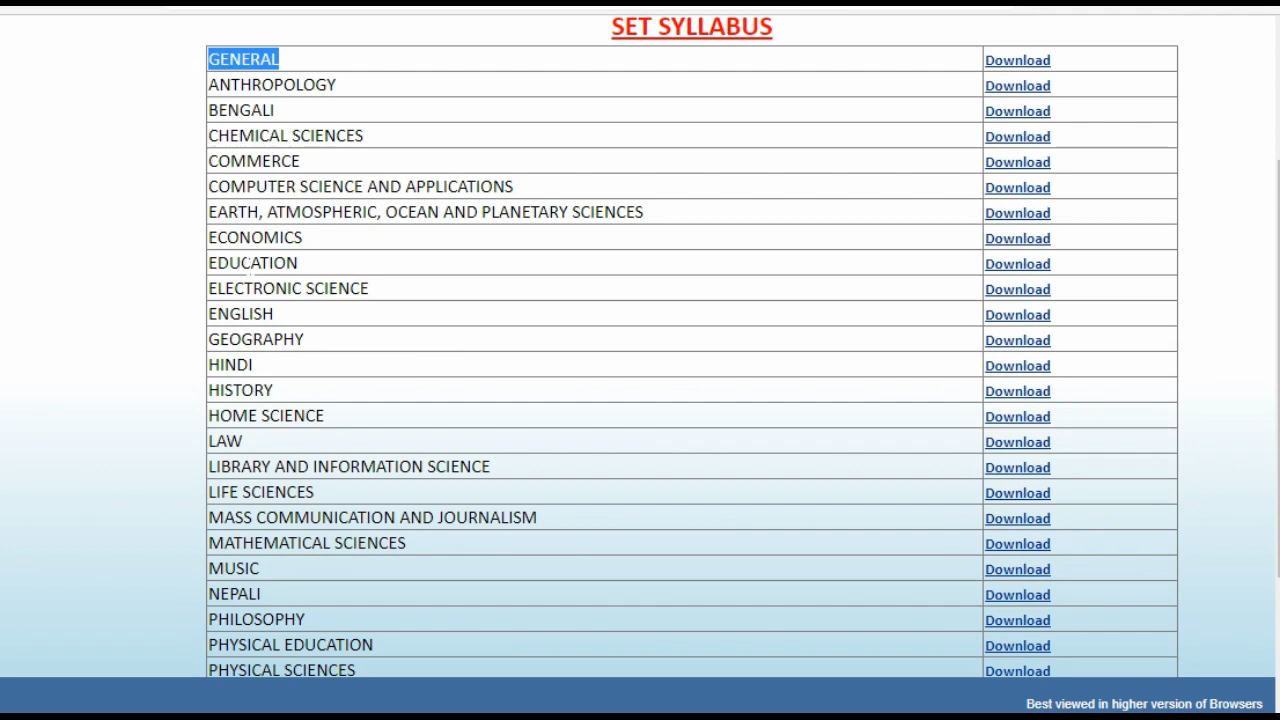 SET SYLLABUS
GENERAL Download
ANTHROPOLOGY Download
BENGALI Download
CHEMICAL SCIENCES Download
COMMERCE Download
COMPUTER SCIENCE AND APPLICATIONS Download
EARTH, ATMOSPHERIC, OCEAN AND PLANETARY SCIENCES Download
ECONOMICS Download
EDUCATION Download
ELECTRONIC SCIENCE Download
ENGLISH Download
GEOGRAPHY Download
HINDI Download
HISTORY Download
HOME SCIENCE Download
LAW Download
LIBRARY AND INFORMATION SCIENCE Download
LIFE SCIENCES Download
MASS COMMUNICATION AND JOURNALISM Download
MATHEMATICAL SCIENCES Download
MUSIC Download
NEPALI Download
PHILOSOPHY Download
PHYSICAL EDUCATION Download
PHYSICAL SCIENCES Download
Best viewed in higher version of Browsers